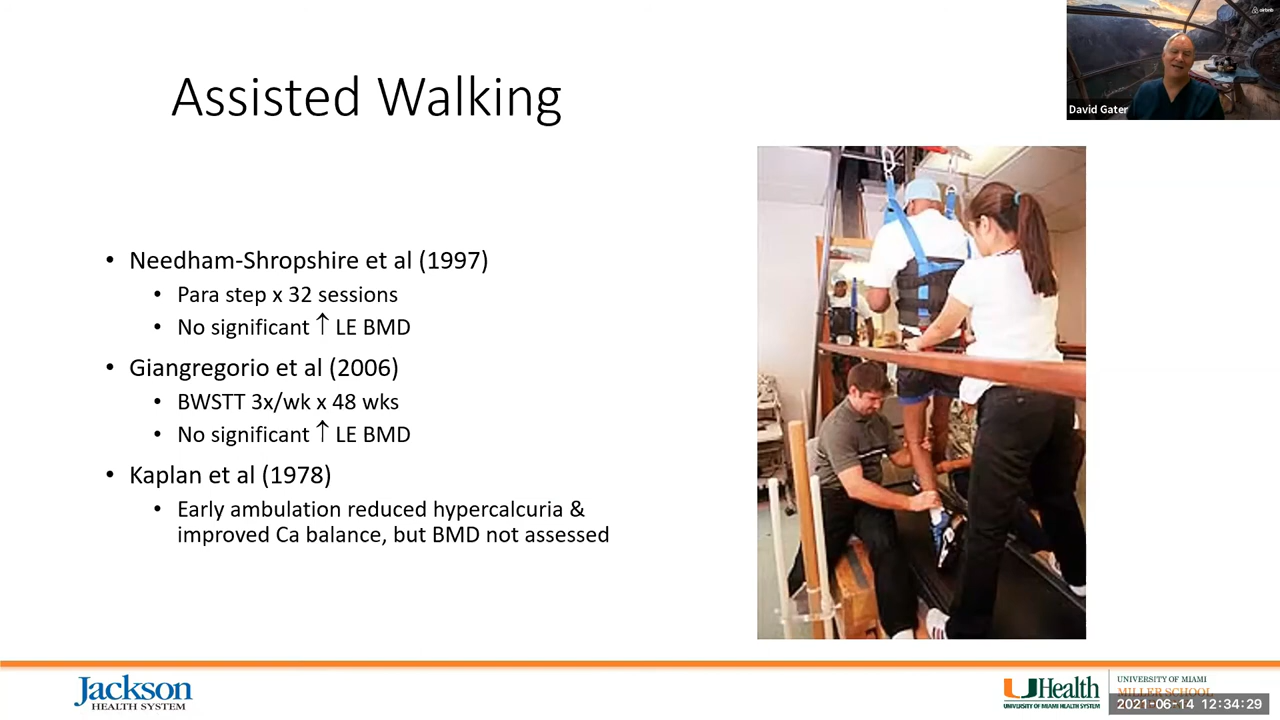 Assisted Walking
airbnb
David Gater
• Needham-Shropshire et al (1997)
• Para step x 32 sessions
• No significant ↑ LE BMD
• Giangregorio et al (2006)
• BWSTT 3x/wk x 48 wks
• No significant ↑ LE BMD
• Kaplan et al (1978)
• Early ambulation reduced hypercalcuria &
improved Ca balance, but BMD not assessed
Jackson
HEALTH SYSTEM
UHealth
UNIVERSITY OF MIAMI HEALTH SYSTEM
UNIVERSITY OF MIAMI
MILLER SCHOOL
2021-06-14 12:34:29